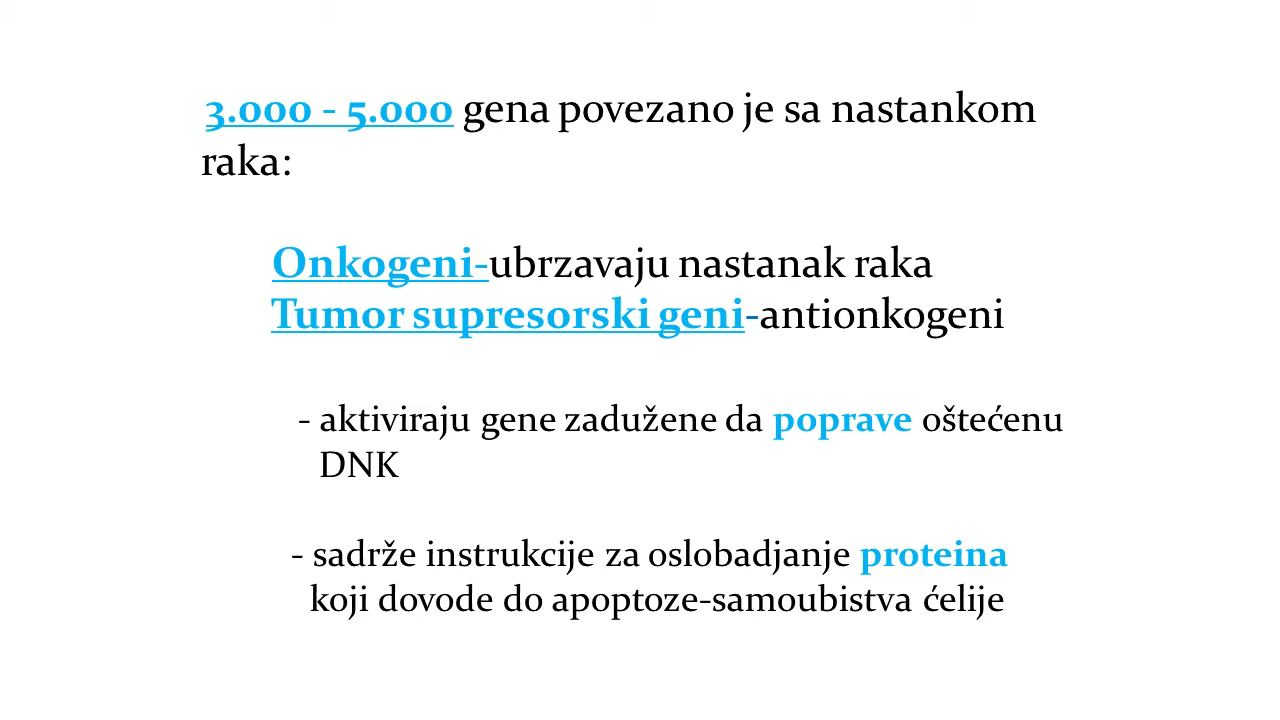 3.000 - 5.000 gena povezano je sa nastankom
raka:
Onkogeni-ubrzavaju nastanak raka
Tumor supresorski geni-antionkogeni
- aktiviraju gene zadužene da poprave oštećenu
DNK
- sadrže instrukcije za oslobadjanje proteina
koji dovode do apoptoze-samoubistva ćelije